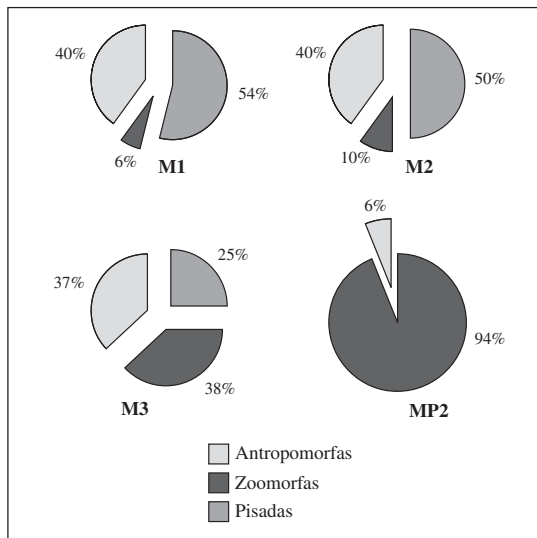 40%
54%
6%
M1
40%
50%
10%
M2
37%
25%
38%
M3
6%
94%
MP2
Antropomorfas
Zoomorfas
Pisadas